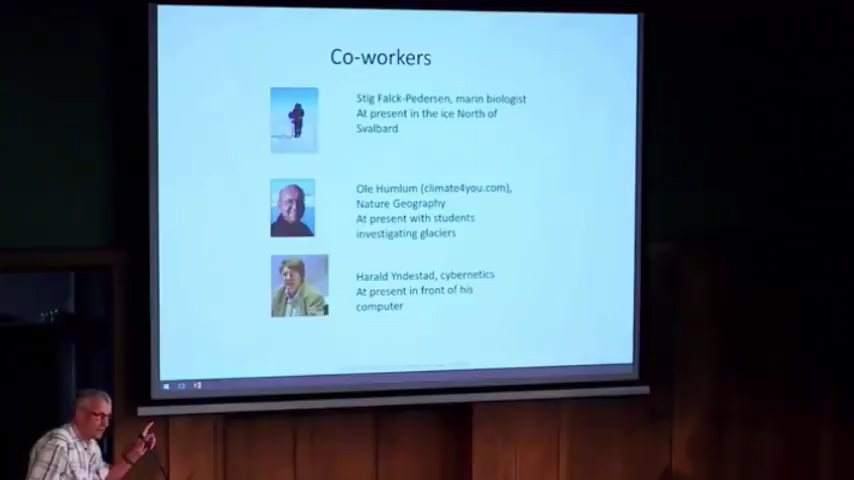 Co-workers
Stig Falck-Pedersen, marin biologist
At present in the ice North of
Svalbard
Ole Humlum (climate4you.com),
Nature Geography
At present with students
investigating glaciers
Harald Yndestad, cybernetics
At present in front of his
computer